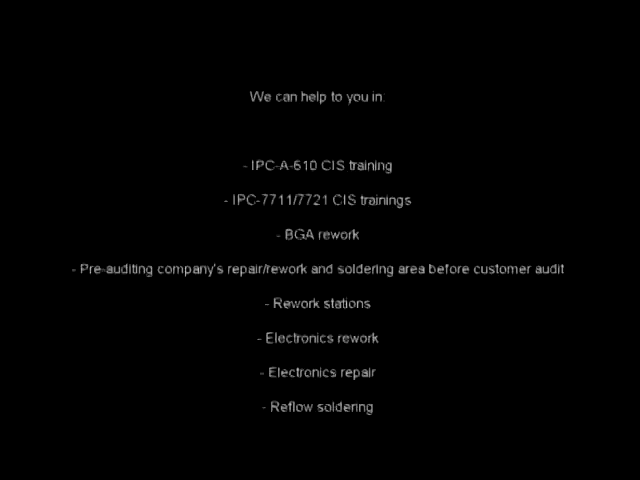 We can help to you in:
- IPC-A-610 CIS training
- IPC-7711/7721 CIS trainings
- BGA rework
- Pre-auditing company's repair/rework and soldering area before customer audit
- Rework stations
- Electronics rework
- Electronics repair
- Reflow soldering